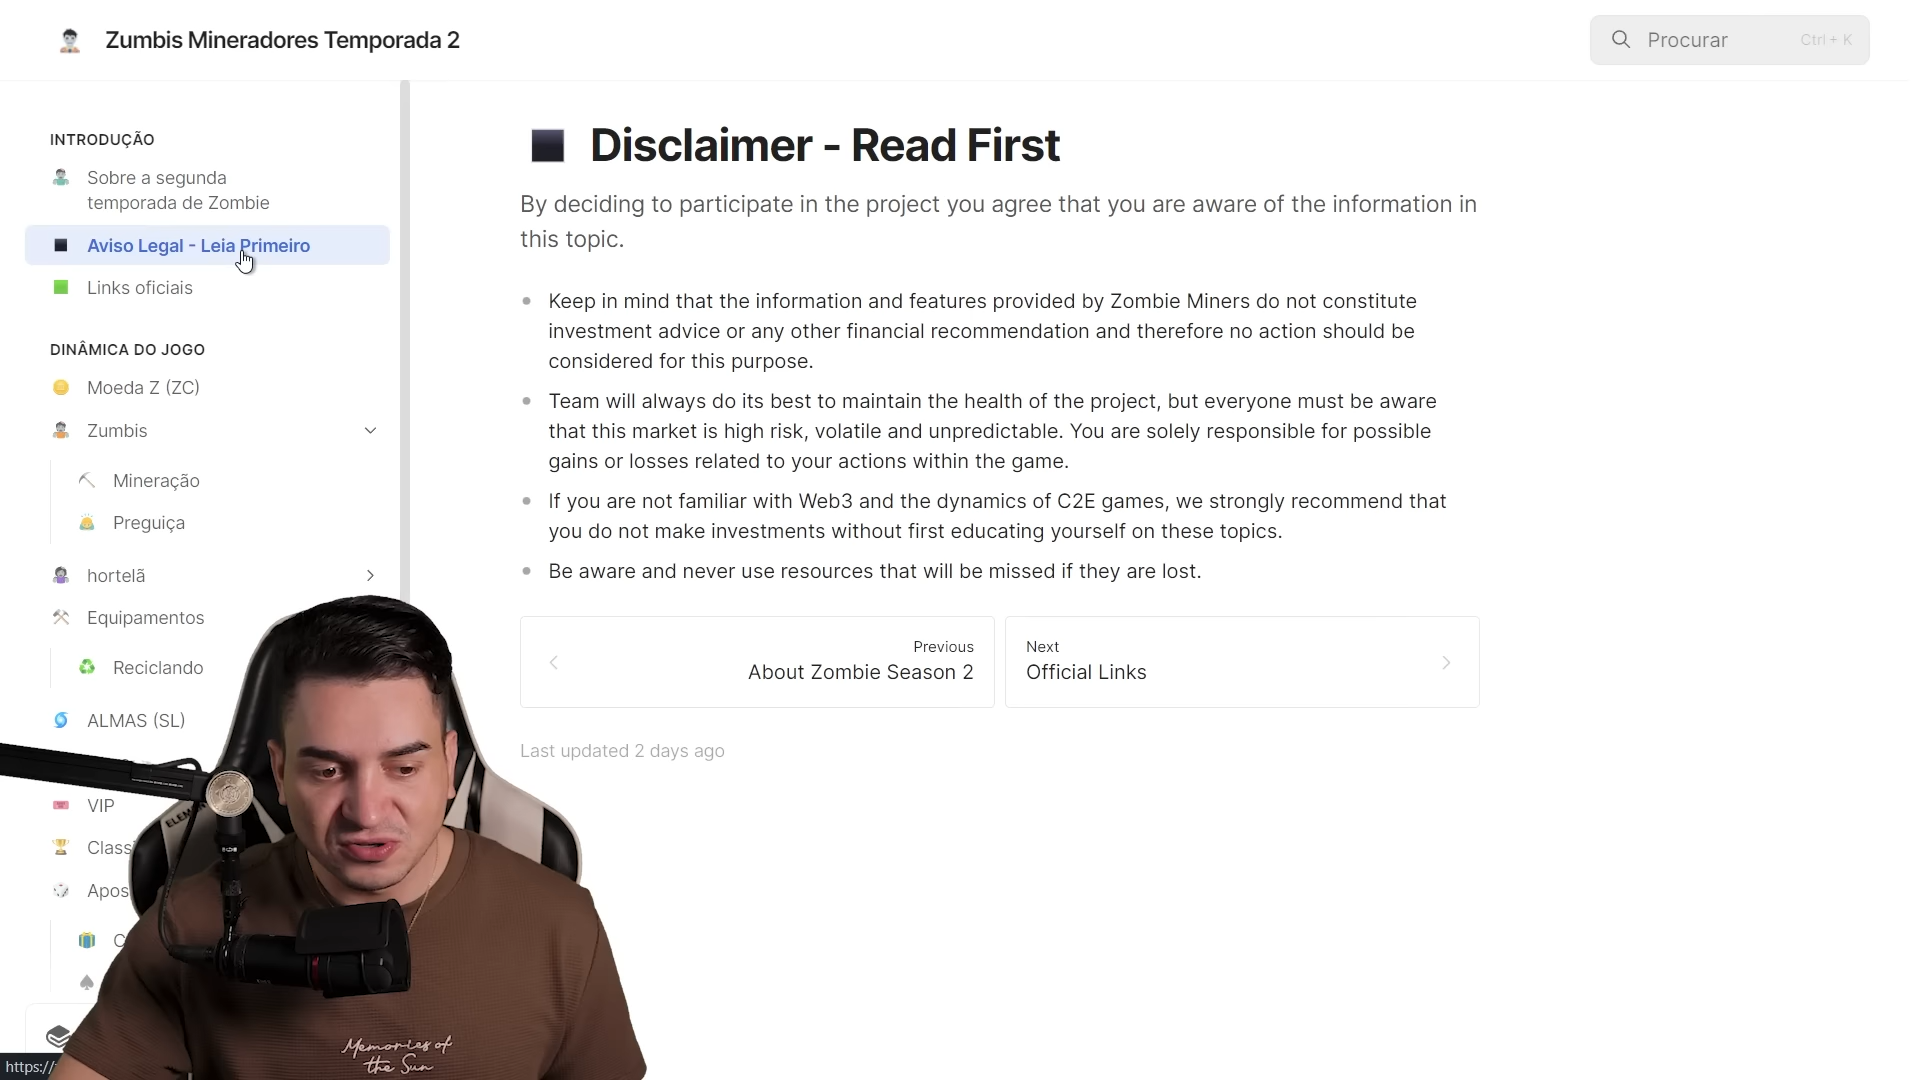 Zumbis Mineradores Temporada 2
Procurar
Ctrl + K
INTRODUÇÃO
Sobre a segunda
temporada de Zombie
Aviso Legal - Leia Primeiro
Links oficiais
DINÂMICA DO JOGO
Moeda Z (ZC)
Zumbis
Mineração
Preguiça
hortelã
Equipamentos
Reciclando
ALMAS (SL)
VIP
Classi
Apos
C
https://
Disclaimer - Read First
By deciding to participate in the project you agree that you are aware of the information in
this topic.
Keep in mind that the information and features provided by Zombie Miners do not constitute
investment advice or any other financial recommendation and therefore no action should be
considered for this purpose.
Team will always do its best to maintain the health of the project, but everyone must be aware
that this market is high risk, volatile and unpredictable. You are solely responsible for possible
gains or losses related to your actions within the game.
If you are not familiar with Web3 and the dynamics of C2E games, we strongly recommend that
you do not make investments without first educating yourself on these topics.
Be aware and never use resources that will be missed if they are lost.
Previous
About Zombie Season 2
Next
Official Links
Last updated 2 days ago
ELEM
Memories of
the Sun